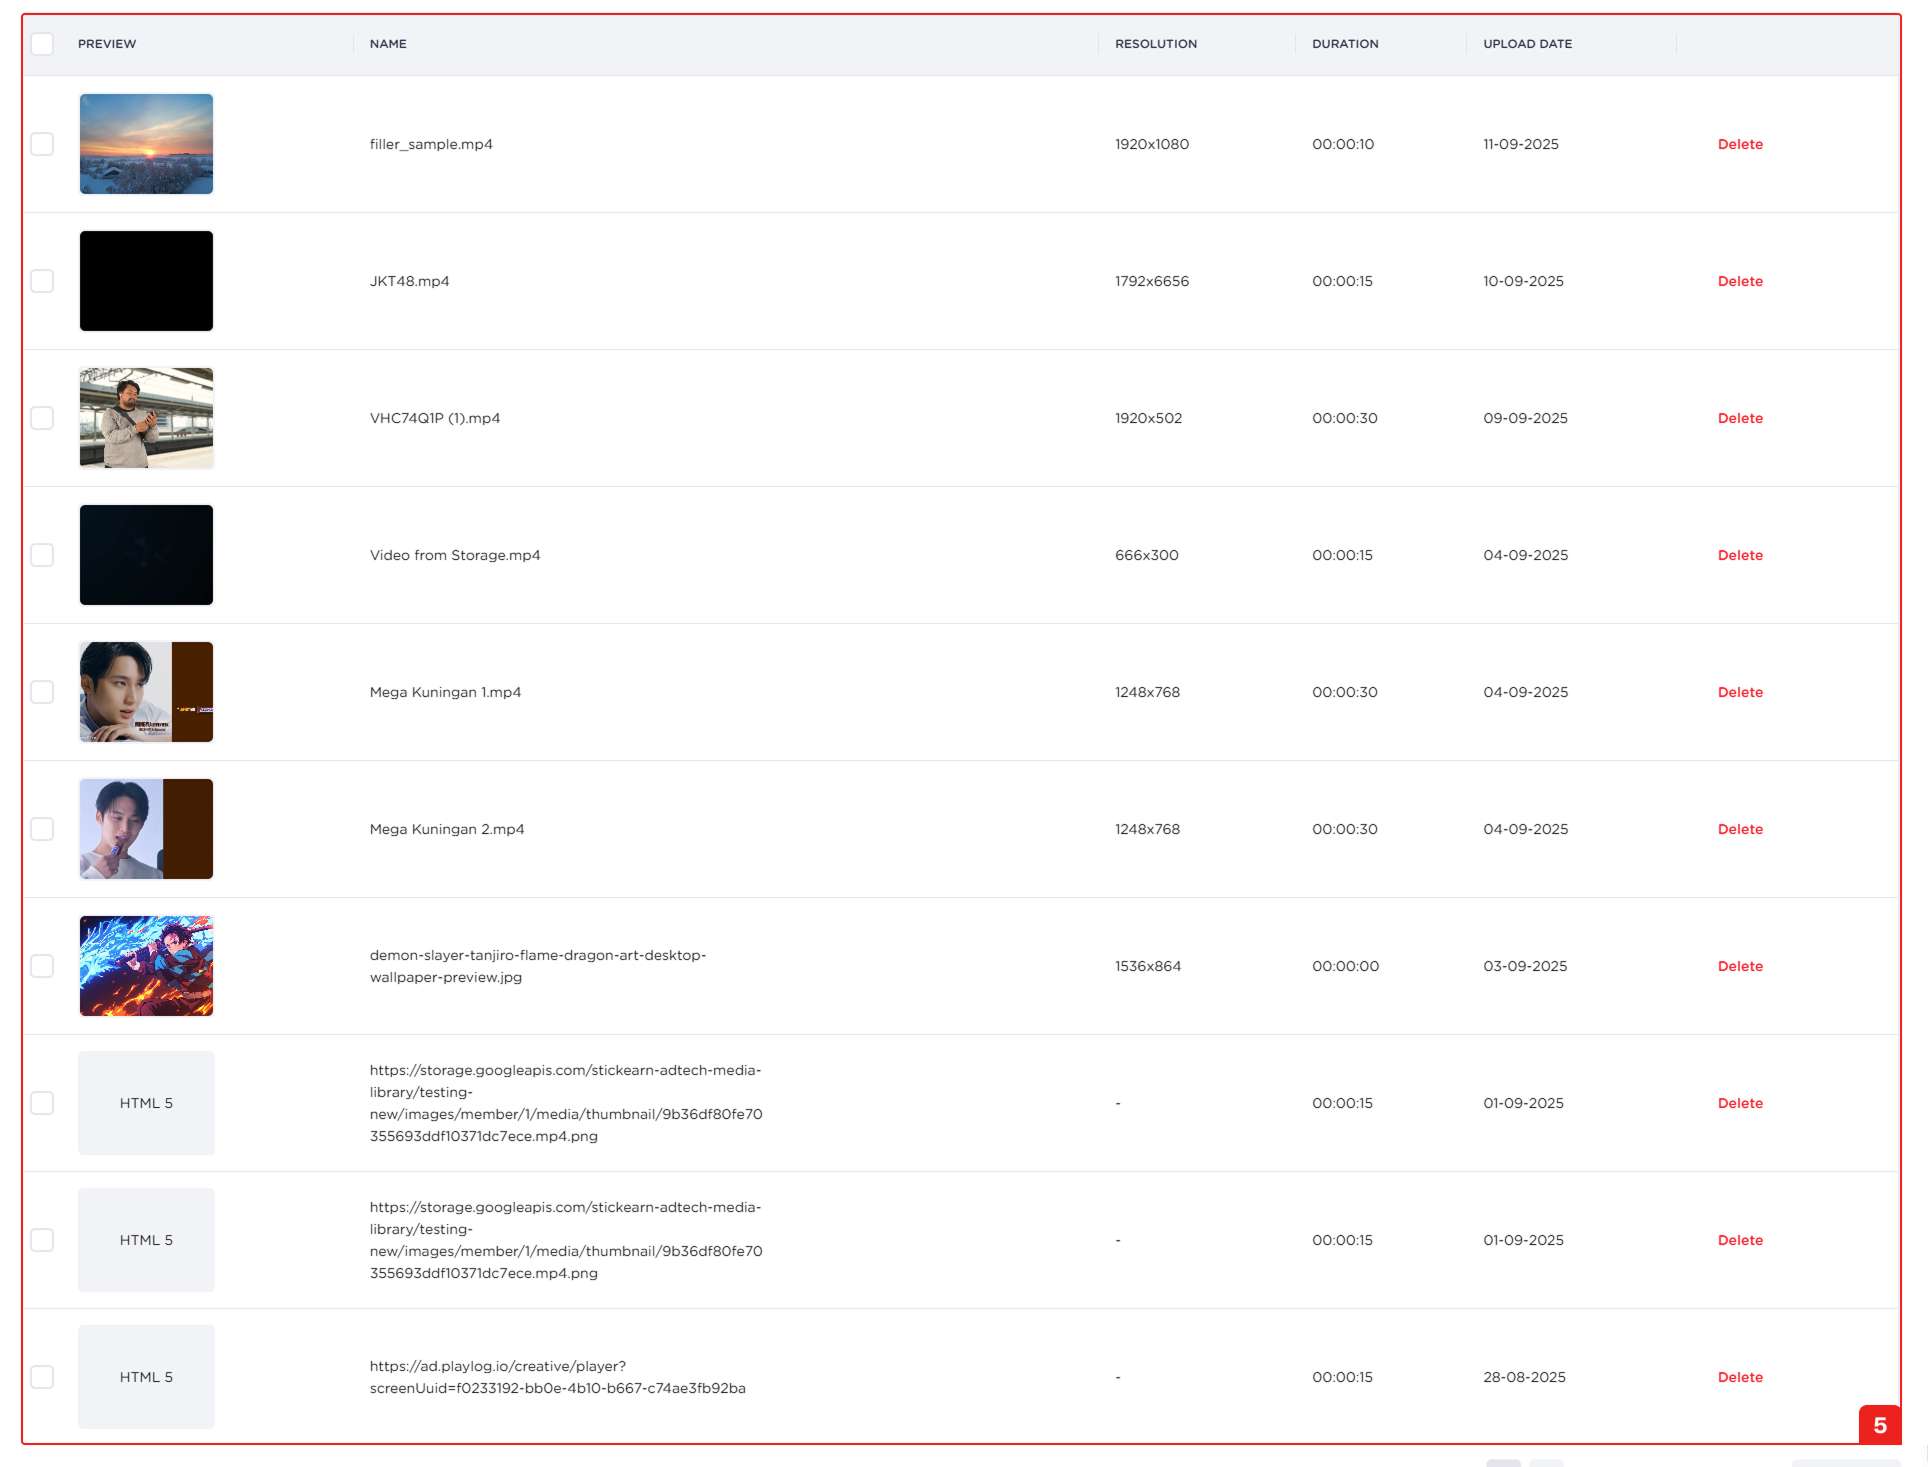 PREVIEW NAME RESOLUTION DURATION UPLOAD DATE
filler_sample.mp4 1920x1080 00:00:10 11-09-2025 Delete
JKT48.mp4 1792x6656 00:00:15 10-09-2025 Delete
VHC74Q1P (1).mp4 1920x502 00:00:30 09-09-2025 Delete
Video from Storage.mp4 666x300 00:00:15 04-09-2025 Delete
Mega Kuningan 1.mp4 1248x768 00:00:30 04-09-2025 Delete
Mega Kuningan 2.mp4 1248x768 00:00:30 04-09-2025 Delete
demon-slayer-tanjiro-flame-dragon-art-desktop-
wallpaper-preview.jpg
1536x864 00:00:00 03-09-2025 Delete
HTML 5
https://storage.googleapis.com/stickearn-adtech-media-
library/testing-
new/images/member/1/media/thumbnail/9b36df80fe70
355693ddf10371dc7ece.mp4.png
- 00:00:15 01-09-2025 Delete
HTML 5
https://storage.googleapis.com/stickearn-adtech-media-
library/testing-
new/images/member/1/media/thumbnail/9b36df80fe70
355693ddf10371dc7ece.mp4.png
- 00:00:15 01-09-2025 Delete
HTML 5
https://ad.playlog.io/creative/player?
screenUuid=f0233192-bb0e-4b10-b667-c74ae3fb92ba
- 00:00:15 28-08-2025 Delete
5